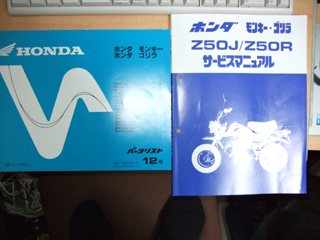 HONDA
ホンダ モンキー
ホンダ ゴリラ
パーツリスト
12版
ホンダ モンキー・ゴリラ
Z50J/Z50R
サービスマニュアル